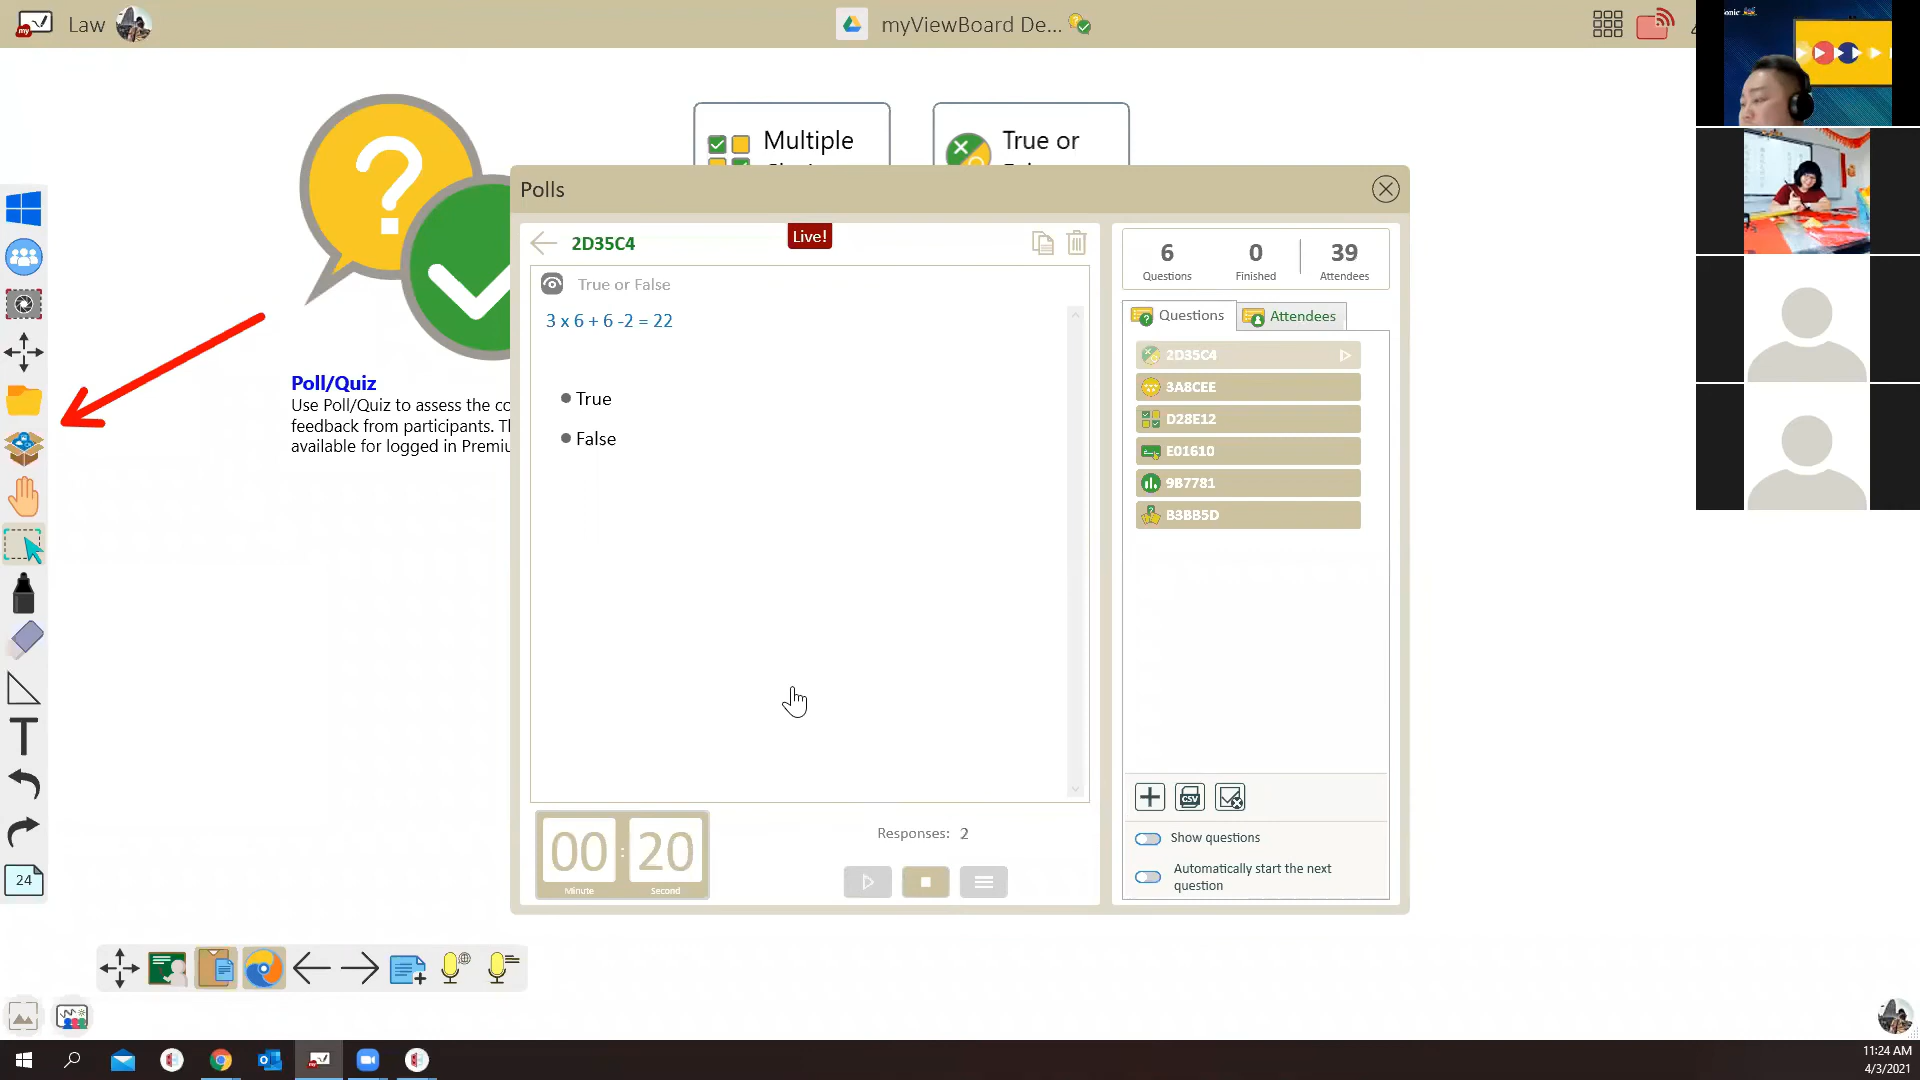 my
Law
myViewBoard De...
Multiple
True or
Poll/Quiz
Use Poll/Quiz to assess the co
feedback from participants. Th
available for logged in Premiu
Polls
2D35C4
Live!
True or False
3 x 6 + 6 -2 = 22
True
False
00 : 20
Minute
Second
Responses: 2
6
Questions
0
Finished
39
Attendees
Questions
Attendees
2D35C4
3A8CEE
D28E12
E01610
9B7781
B3BB5D
CSV
Show questions
Automatically start the next
question
T
24
11:24 AM
4/3/2021